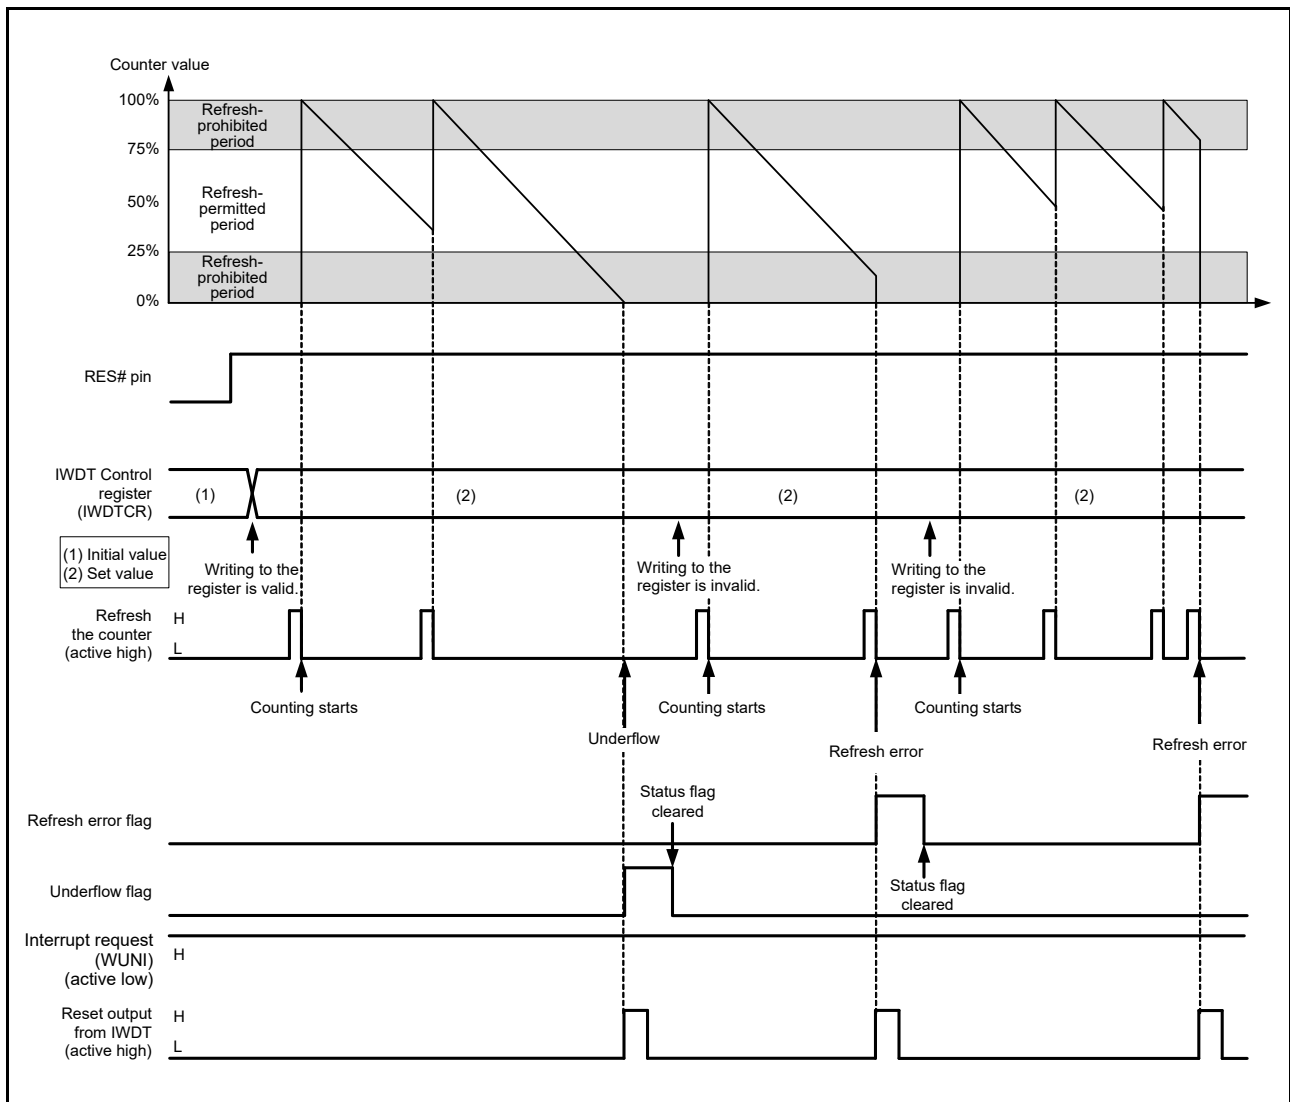 Counter value
100%
Refresh-
prohibited
period
75%
Refresh-
permitted
period
50%
25%
Refresh-
prohibited
period
0%
RES# pin
IWDT Control
register
(IWDTCR)
(1)
(2)
(2)
(2)
(1) Initial value
(2) Set value
Writing to the
register is valid.
Writing to the
register is invalid.
Writing to the
register is invalid.
Refresh
the counter
(active high)
H
L
Counting starts
Counting starts
Counting starts
Underflow
Refresh error
Refresh error
Status flag
cleared
Refresh error flag
Underflow flag
Status flag
cleared
Interrupt request
(WUNI)
(active low)
H
Reset output
from IWDT
(active high)
H
L